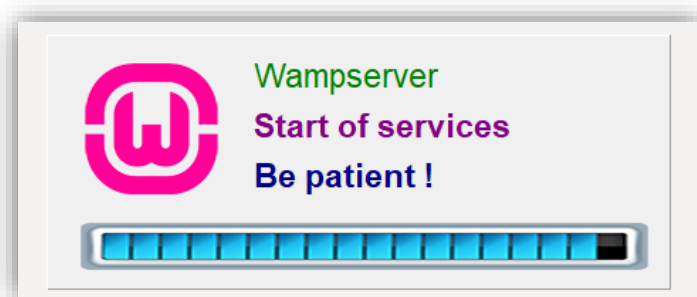 Wampserver
Start of services
Be patient !